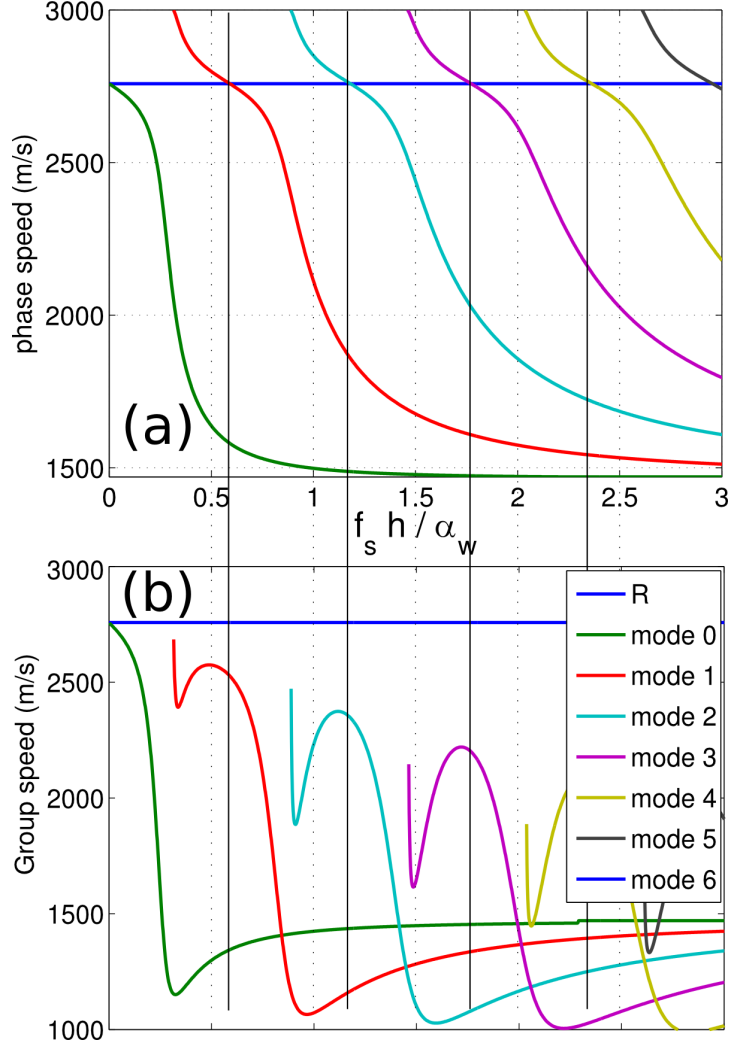 3000
2500
2000
1500
phase speed (m/s)
(a)
0 0.5 1 1.5 2 2.5 3
f_s h / α_w
3000
2500
2000
1500
1000
Group speed (m/s)
(b)
R
mode 0
mode 1
mode 2
mode 3
mode 4
mode 5
mode 6